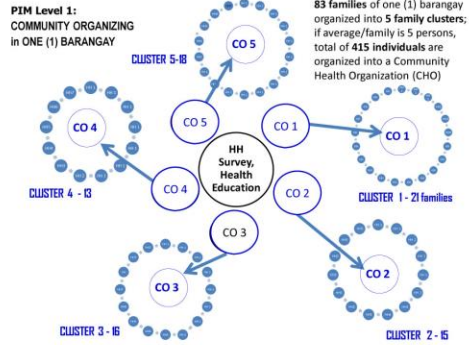 PIM Level 1:
COMMUNITY ORGANIZING
in ONE (1) BARANGAY
83 families of one (1) barangay
organized into 5 family clusters;
if average/family is 5 persons,
total of 415 individuals are
organized into a Community
Health Organization (CHO)
CLUSTER 5-18
CO 5
CO 4
CO 5
CO 1
CO 1
HH
Survey,
Health
Education
CLUSTER 4 - 13
CO 4
CO 2
CLUSTER 1 - 21 families
CO 3
CO 3
CO 2
CLUSTER 3 - 16
CLUSTER 2 - 15